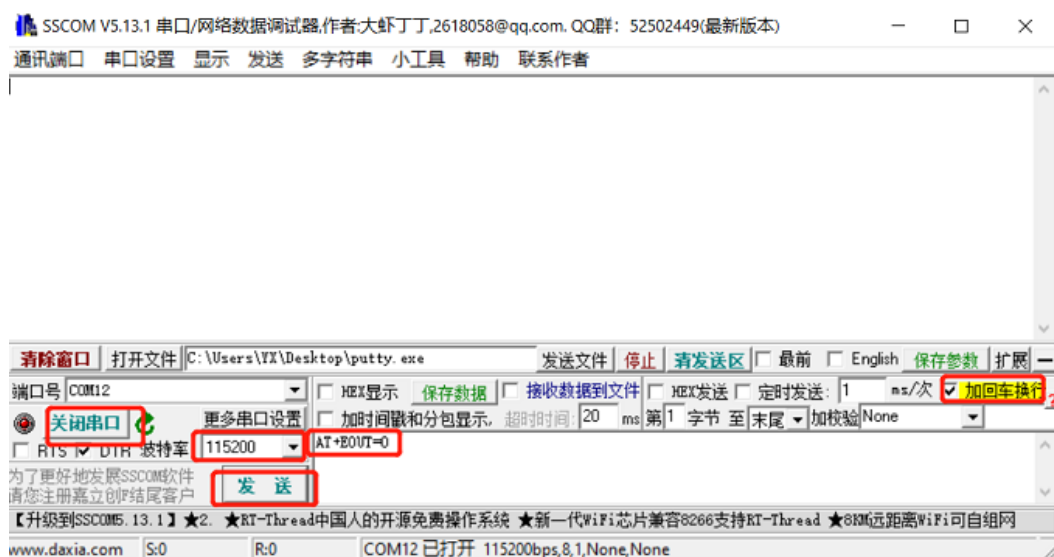 SSCOM V5.13.1 串口/网络数据调试器,作者:大虾丁丁,2618058@qq.com. QQ群： 52502449(最新版本)
通讯端口 串口设置 显示 发送 多字符串 小工具 帮助 联系作者
清除窗口 打开文件 C:\Users\YX\Desktop\putty.exe 发送文件 停止 清发送区 最前 English 保存参数 扩展 —
端口号 COM12 HEX显示 保存数据 接收数据到文件 HEX发送 定时发送: 1 ms/次 加回车换行
关闭串口 更多串口设置 加时间戳和分包显示, 超时时间: 20 ms 第1 字节 至 末尾 加校验 None
RTS DTR 波特率 115200 AT+EOUT=0
为了更好地发展SSCOM软件
请您注册嘉立创F结尾客户
发 送
【升级到SSCOM5.13.1】★2. ★RT-Thread中国人的开源免费操作系统 ★新一代WiFi芯片兼容8266支持RT-Thread ★8KM远距离WiFi可自组网
www.daxia.com S:0 R:0 COM12 已打开 115200bps,8,1,None,None